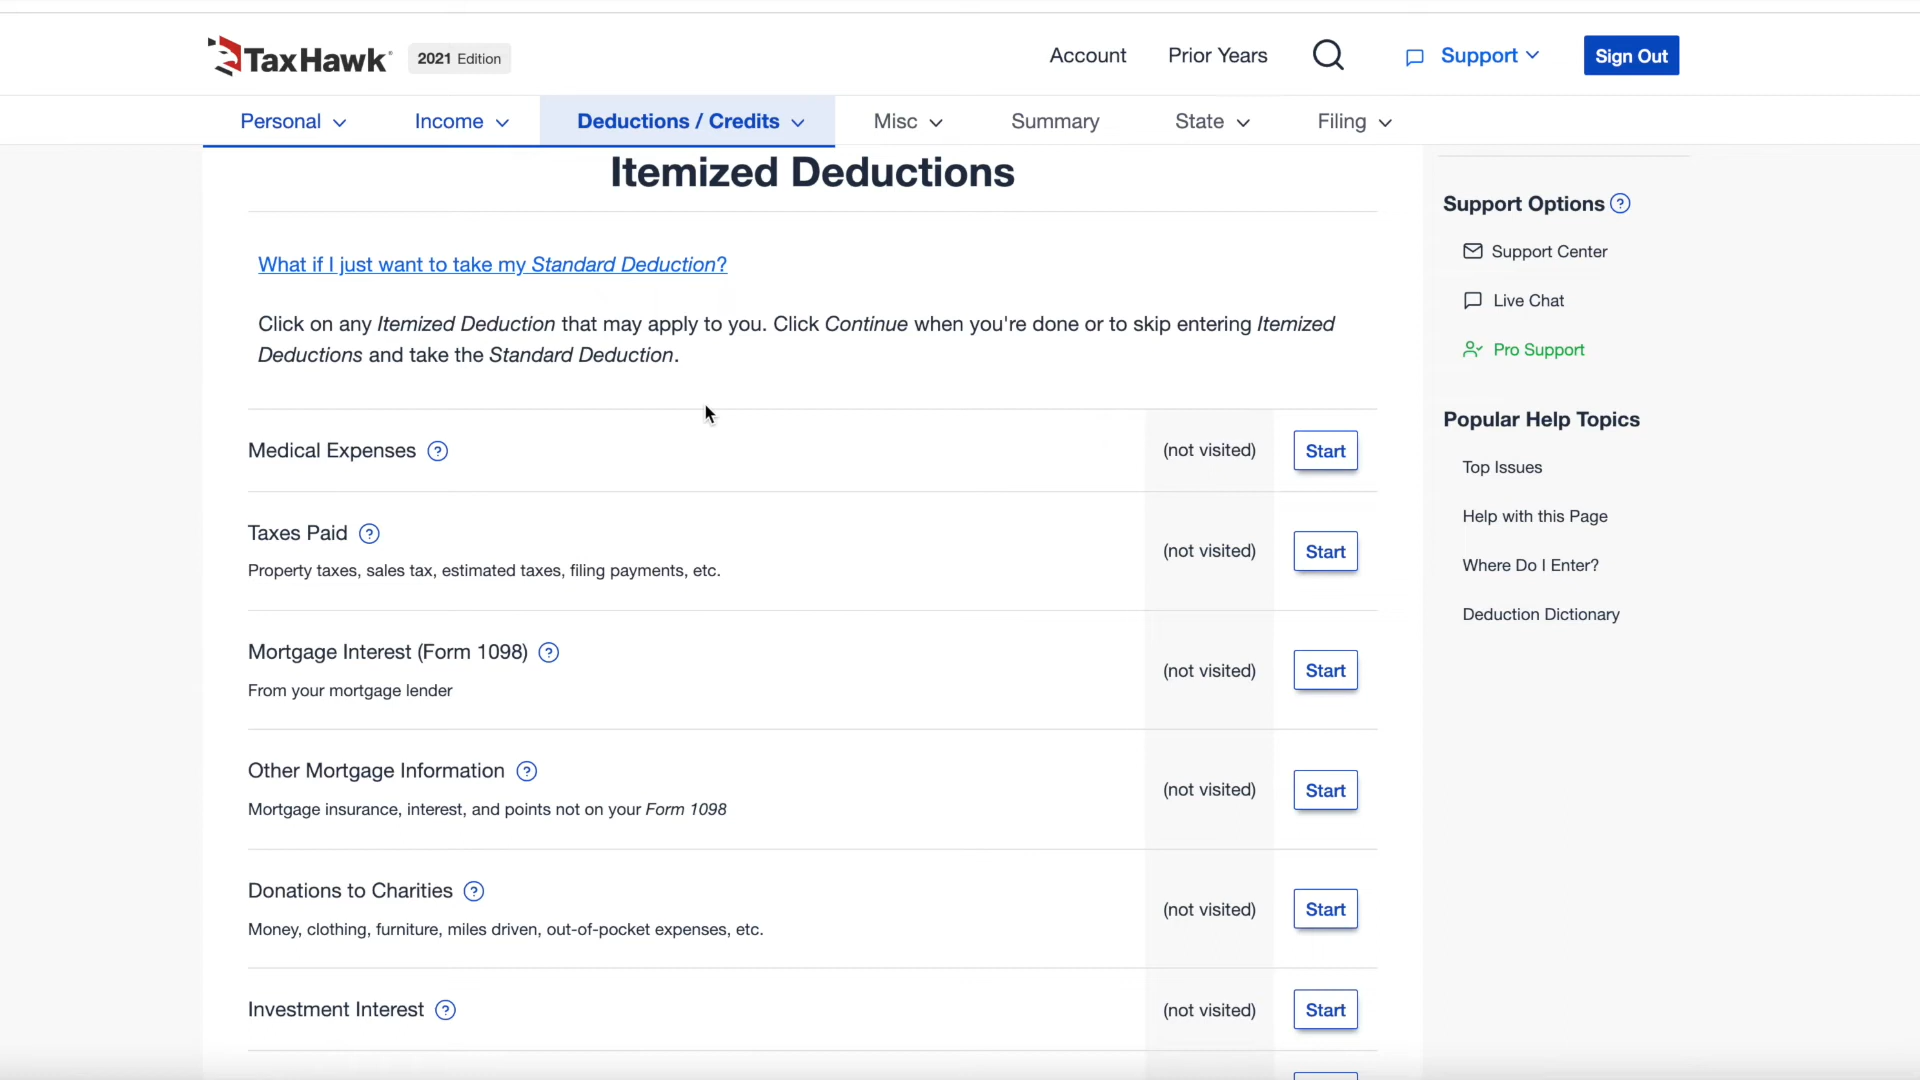 TaxHawk 2021 Edition Account Prior Years Support Sign Out
Personal Income Deductions / Credits Misc Summary State Filing
Itemized Deductions
What if I just want to take my Standard Deduction?
Click on any Itemized Deduction that may apply to you. Click Continue when you're done or to skip entering Itemized
Deductions and take the Standard Deduction.
Medical Expenses ? (not visited) Start
Taxes Paid ?
Property taxes, sales tax, estimated taxes, filing payments, etc.
(not visited) Start
Mortgage Interest (Form 1098) ?
From your mortgage lender
(not visited) Start
Other Mortgage Information ?
Mortgage insurance, interest, and points not on your Form 1098
(not visited) Start
Donations to Charities ?
Money, clothing, furniture, miles driven, out-of-pocket expenses, etc.
(not visited) Start
Investment Interest ? (not visited) Start
Support Options ?
Support Center
Live Chat
Pro Support
Popular Help Topics
Top Issues
Help with this Page
Where Do I Enter?
Deduction Dictionary